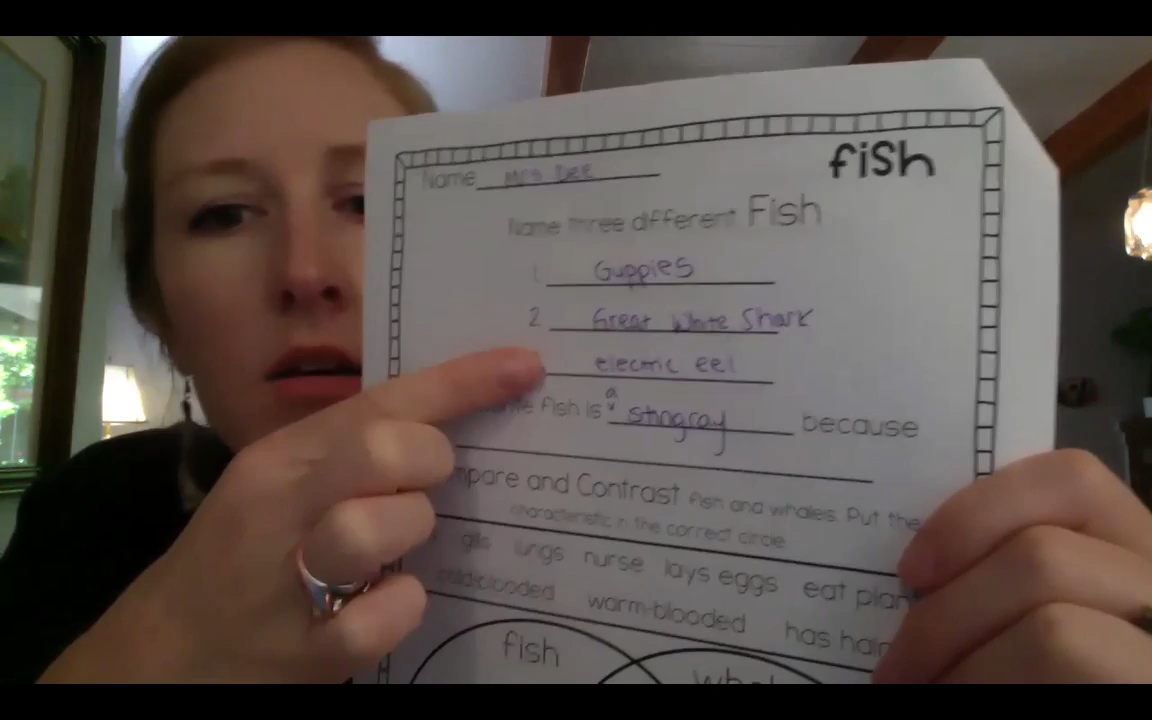 fish
Name Mrs Dee
Name three different Fish
1 Guppies
2 Great White Shark
electric eel
fish is a stingray because
Compare and Contrast fish and whales. Put the
characteristic in the correct circle
gills lungs nurse lays eggs eat plan
cold-blooded warm-blooded has hair
fish